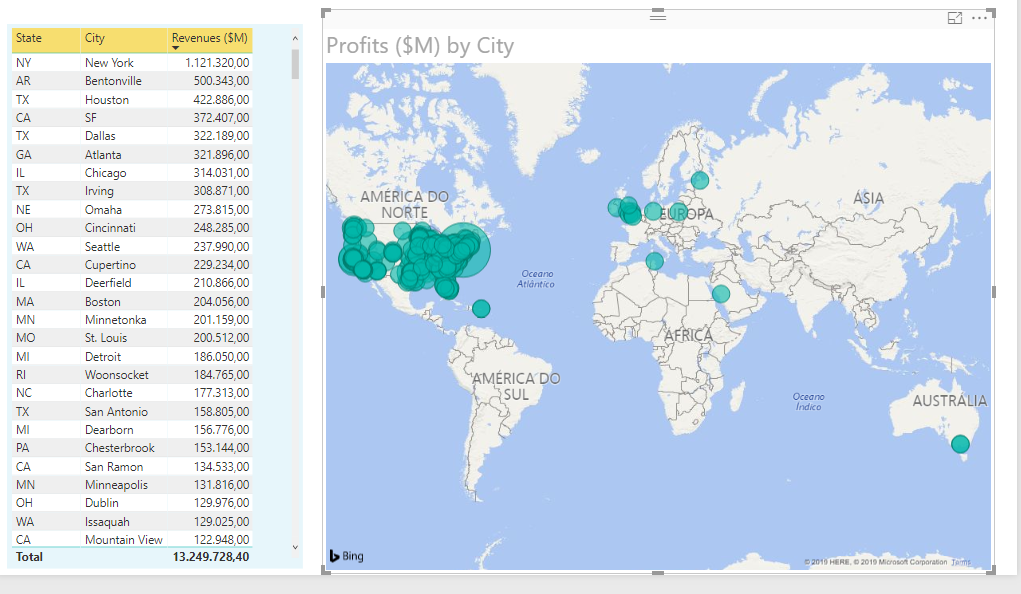 State City Revenues ($M)
NY New York 1.121.320,00
AR Bentonville 500.343,00
TX Houston 422.886,00
CA SF 372.407,00
TX Dallas 322.189,00
GA Atlanta 321.896,00
IL Chicago 314.031,00
TX Irving 308.871,00
NE Omaha 273.815,00
OH Cincinnati 248.285,00
WA Seattle 237.990,00
CA Cupertino 229.234,00
IL Deerfield 210.866,00
MA Boston 204.056,00
MN Minnetonka 201.159,00
MO St. Louis 200.512,00
MI Detroit 186.050,00
RI Woonsocket 184.765,00
NC Charlotte 177.313,00
TX San Antonio 158.805,00
MI Dearborn 156.776,00
PA Chesterbrook 153.144,00
CA San Ramon 134.533,00
MN Minneapolis 131.816,00
OH Dublin 129.976,00
WA Issaquah 129.025,00
CA Mountain View 122.948,00
Total 13.249.728,40
Profits ($M) by City
AMÉRICA DO
NORTE
EUROPA
ÁSIA
Oceano
Atlântico
ÁFRICA
AMÉRICA DO
SUL
Oceano
Índico
AUSTRÁLIA
Bing
© 2019 HERE, © 2019 Microsoft Corporation Terms